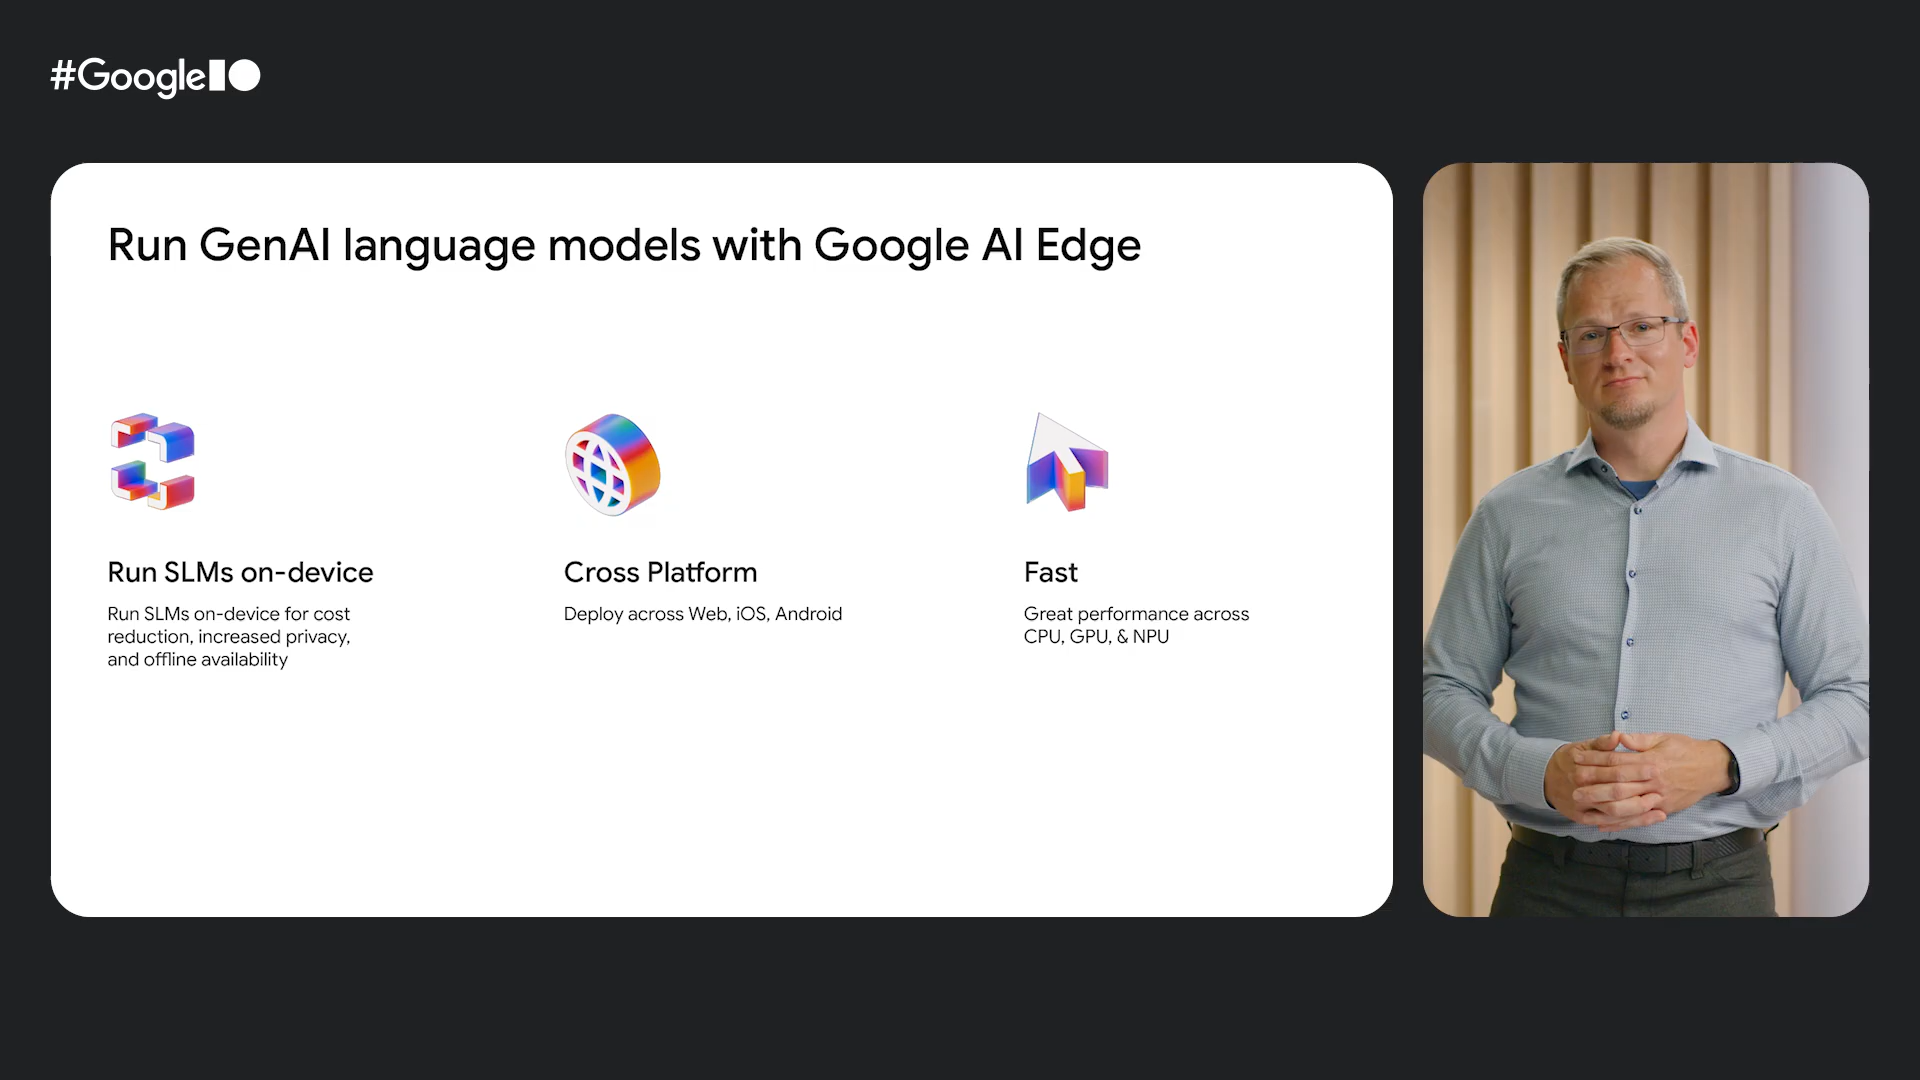 #GoogleIO
Run GenAI language models with Google AI Edge
Run SLMs on-device
Run SLMs on-device for cost
reduction, increased privacy,
and offline availability
Cross Platform
Deploy across Web, iOS, Android
Fast
Great performance across
CPU, GPU, & NPU